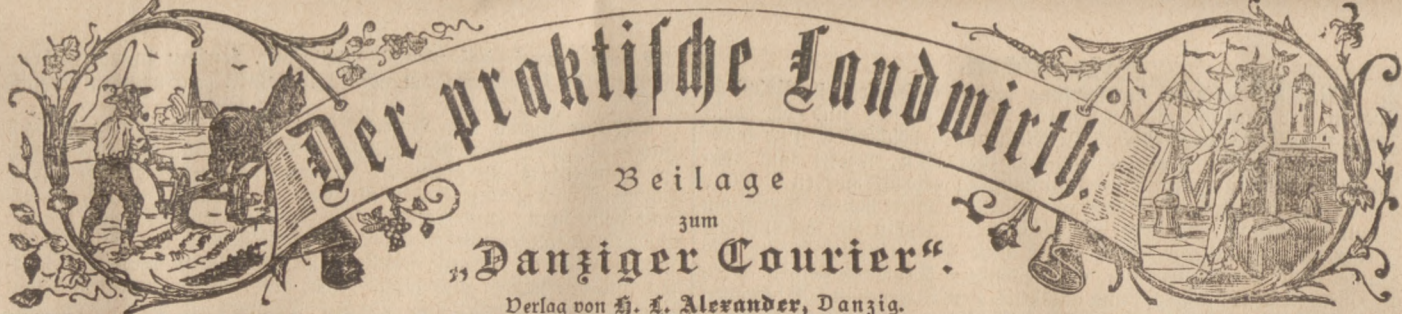 Der praktische Landwirth.
Beilage
zum
„Danziger Courier“.
Verlag von H. L. Alexander, Danzig.